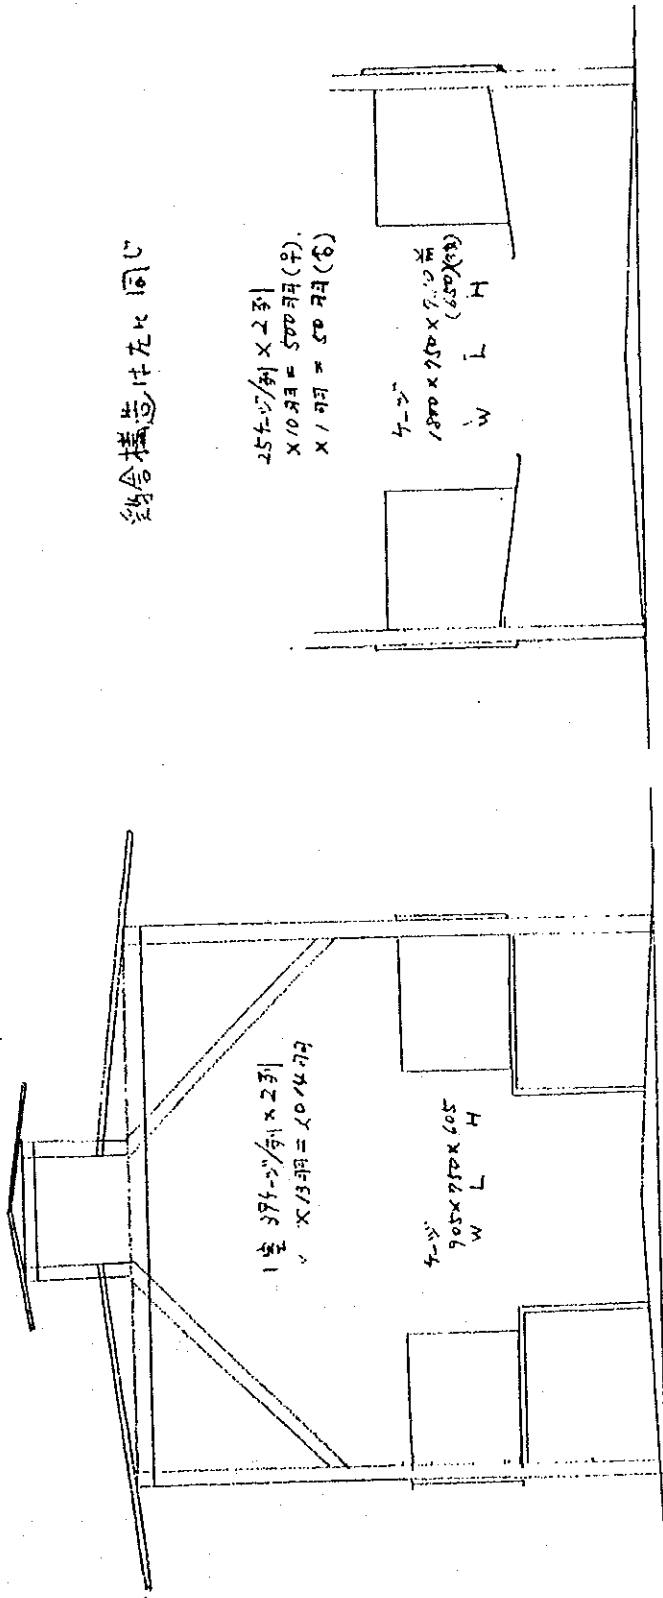 1室 39ケージ/列×2列
×13羽=1014羽
ケージ
905×750×605
W L H
鶏舎構造は左と同じ
25ケージ/列×2列
×10羽=500羽(♀).
×1羽=50羽(♂)
ケージ
1800×750×
(650)
W L H